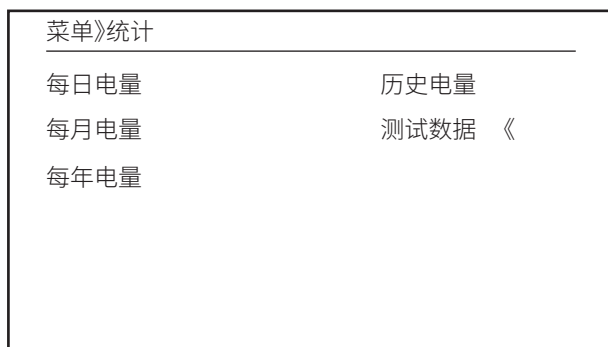 菜单》统计
每日电量 历史电量
每月电量 测试数据 《
每年电量